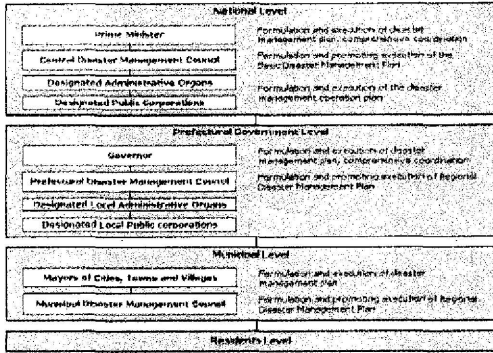 National Level
Prime Minister
Formulation and execution of disaster
management plan, comprehensive coordination
Central Disaster Management Council
Formulation and promoting execution of the
Basic Disaster Management Plan
Designated Administrative Organs
Formulation and execution of the disaster
management operation plan
Designated Public Corporations
Prefectural Government Level
Governor
Formulation and execution of disaster
management plan, comprehensive coordination
Prefectural Disaster Management Council
Formulation and promoting execution of Regional
Disaster Management Plan
Designated Local Administrative Organs
Designated Local Public corporations
Municipal Level
Mayors of Cities, Towns and Villages
Formulation and execution of disaster
management plan
Municipal Disaster Management Council
Formulation and promoting execution of Regional
Disaster Management Plan
Residents Level